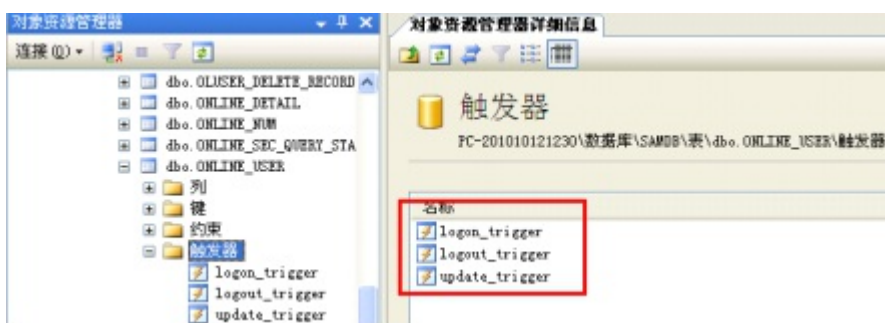 对象资源管理器
连接(O)
dbo.OLUSER_DELETE_RECORD
dbo.ONLINE_DETAIL
dbo.ONLINE_NUM
dbo.ONLINE_SEC_QUERY_STA
dbo.ONLINE_USER
列
键
约束
触发器
logon_trigger
logout_trigger
update_trigger
对象资源管理器详细信息
触发器
PC-201010121230\数据库\SAMDB\表\dbo.ONLINE_USER\触发器
名称
logon_trigger
logout_trigger
update_trigger